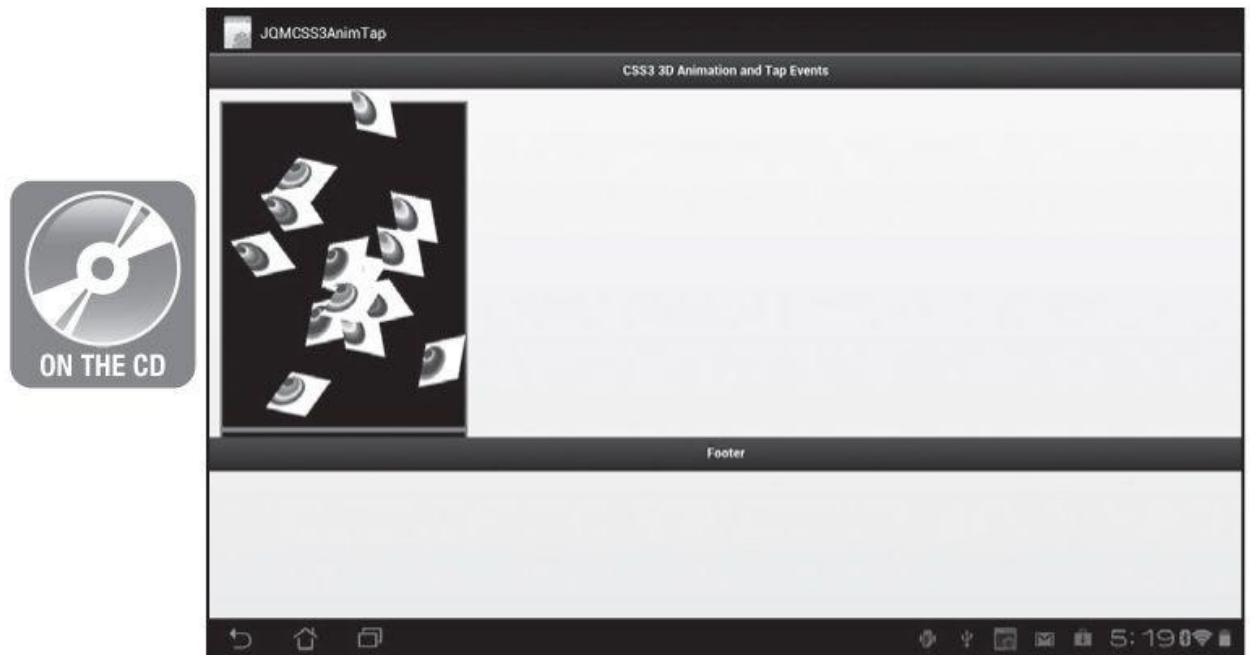 JQMCSS3AnimTap
CSS3 3D Animation and Tap Events
ON THE CD
Footer
5:19